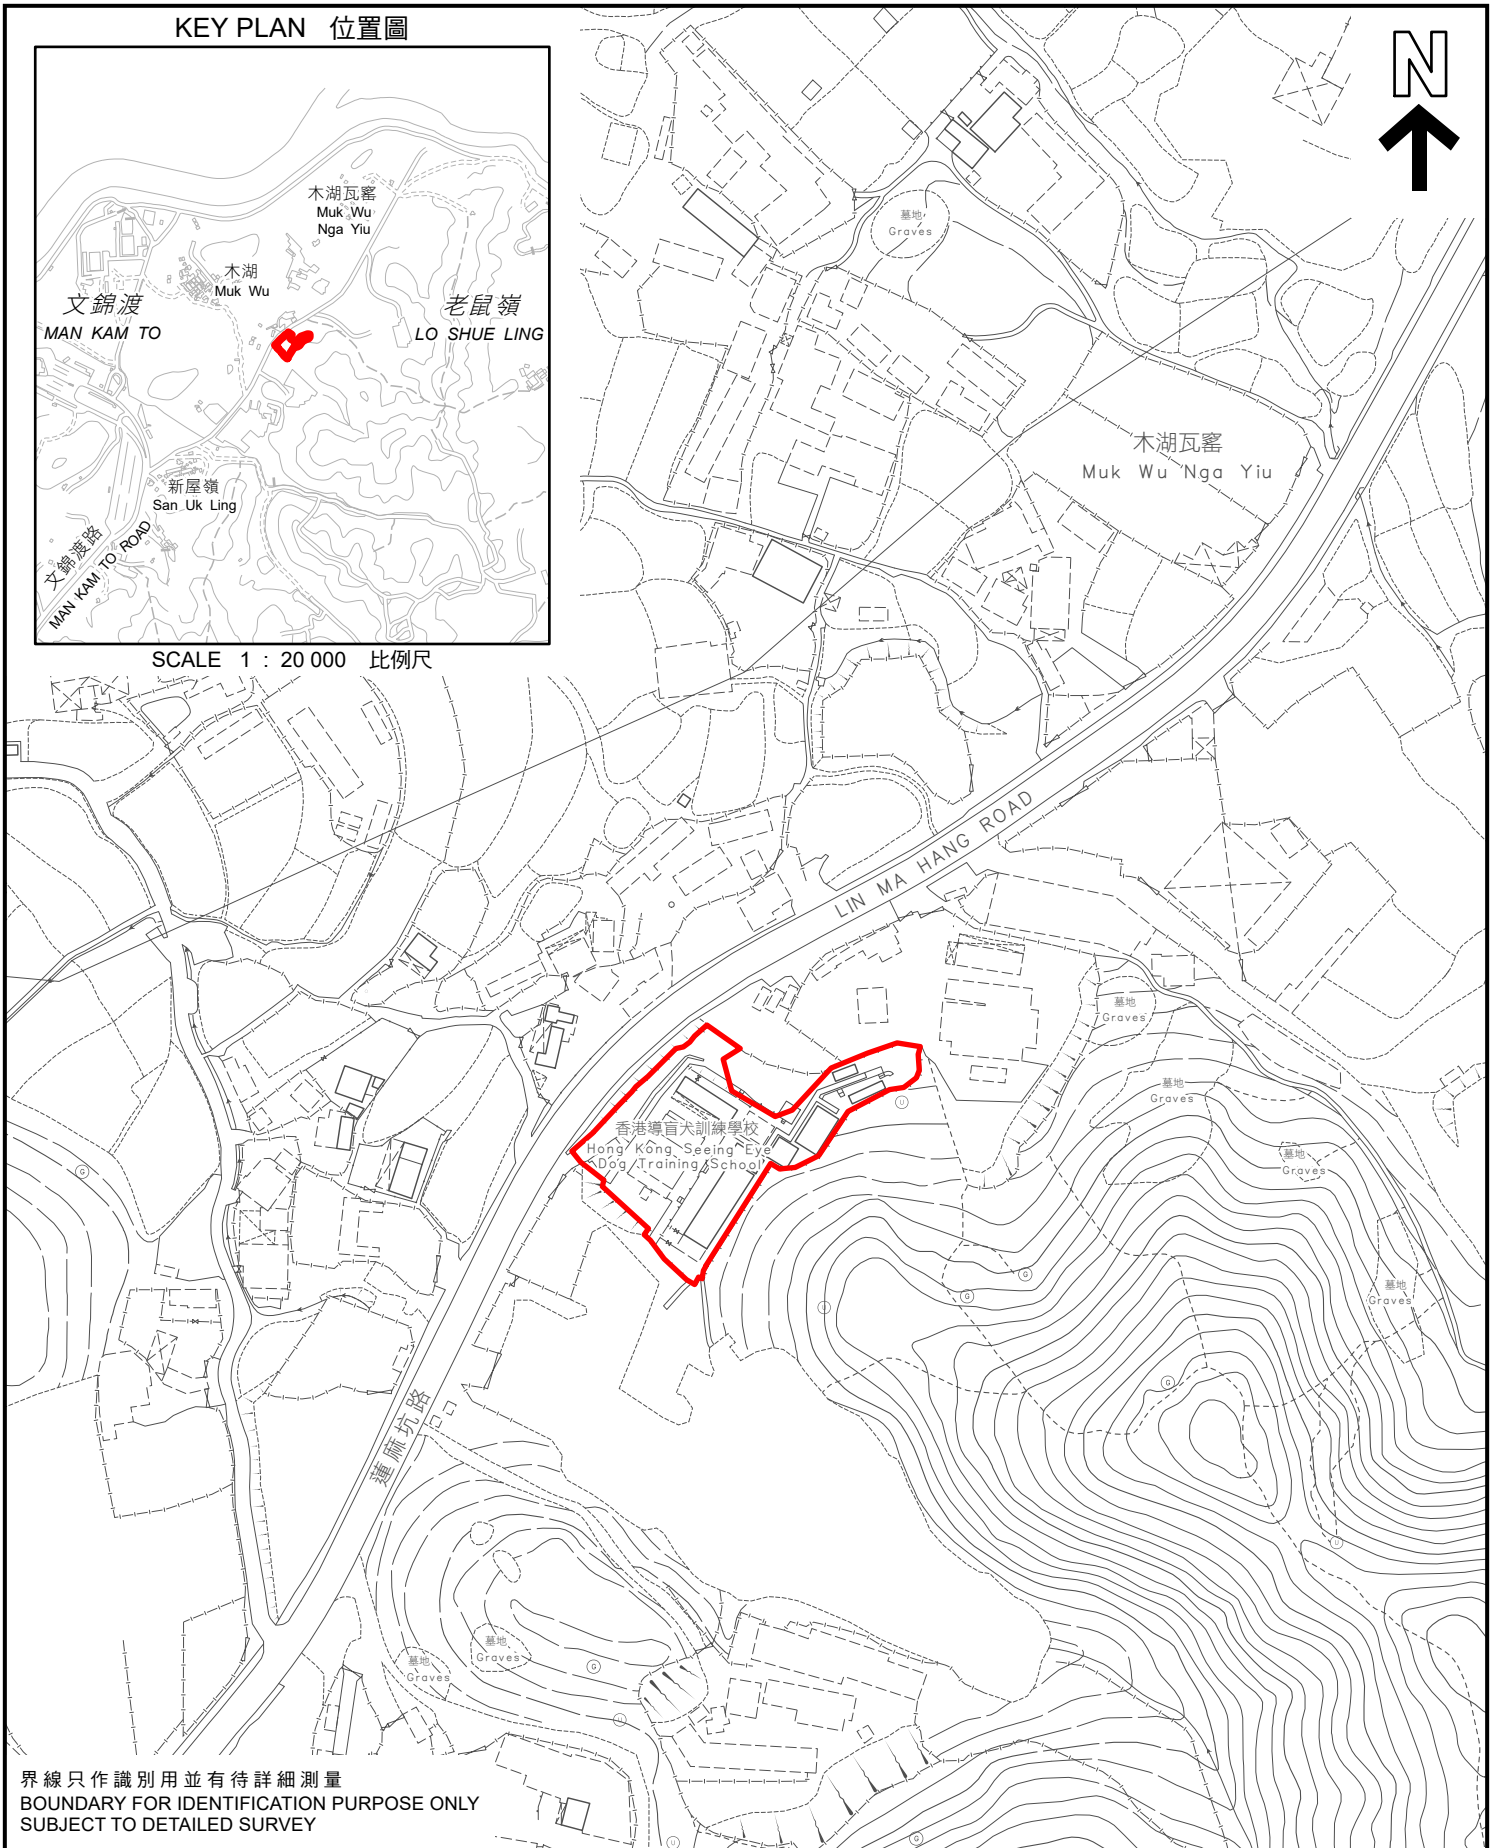 KEY PLAN 位置圖
N
木湖瓦窰
Muk Wu
Nga Yiu
木湖
Muk Wu
文錦渡
MAN KAM TO
老鼠嶺
LO SHUE LING
新屋嶺
San Uk Ling
文錦渡路
MAN KAM TO ROAD
SCALE 1 : 20 000 比例尺
墓地
Graves
木湖瓦窰
Muk Wu Nga Yiu
LIN MA HANG ROAD
墓地
Graves
墓地
Graves
香港導盲犬訓練學校
Hong Kong Seeing Eye
Dog Training School
U
墓地
Graves
G
G
G
U
墓地
Graves
G
蓮麻坑路
U
墓地
Graves
墓地
Graves
G
U
U
G
界線只作識別用並有待詳細測量
BOUNDARY FOR IDENTIFICATION PURPOSE ONLY
SUBJECT TO DETAILED SURVEY